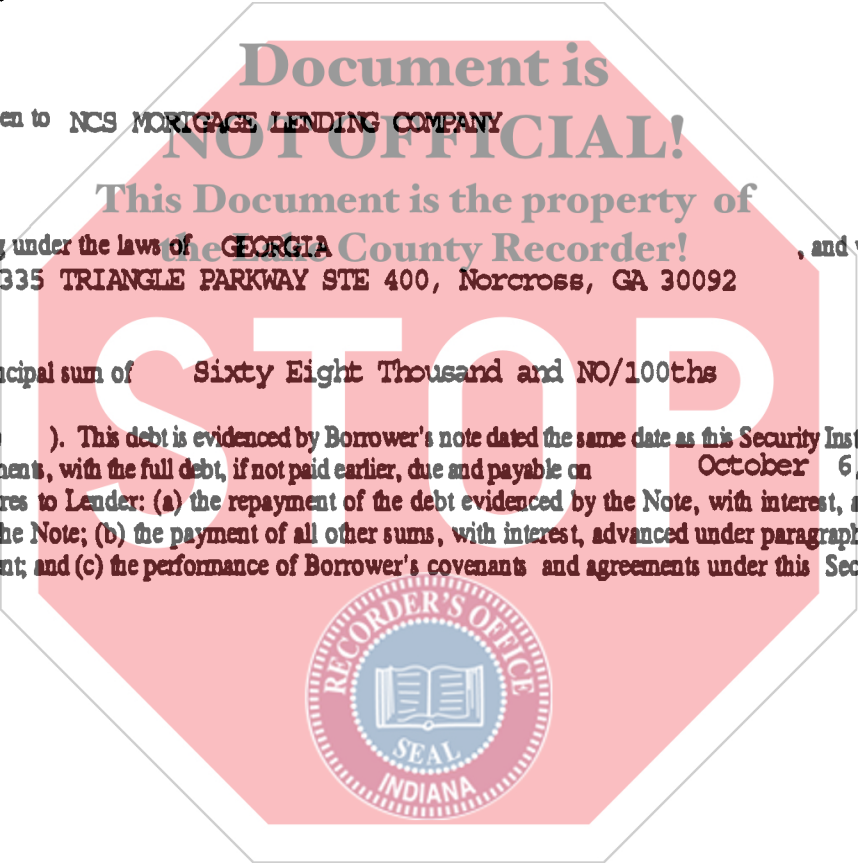 Document is
en to NCS MORTGAGE LENDING COMPANY
NOT OFFICIAL!
This Document is the property of
under the laws of GEORGIA , and
the Lake County Recorder!
335 TRIANGLE PARKWAY STE 400, Norcross, GA 30092
STOP
ncipal sum of Sixty Eight Thousand and NO/100ths
). This debt is evidenced by Borrower's note dated the same date as this Security Inst
ents, with the full debt, if not paid earlier, due and payable on October 6,
res to Lender: (a) the repayment of the debt evidenced by the Note, with interest, a
he Note; (b) the payment of all other sums, with interest, advanced under paragraph
nt; and (c) the performance of Borrower's covenants and agreements under this Sec
RECORDER'S OFFICE
SEAL
INDIANA